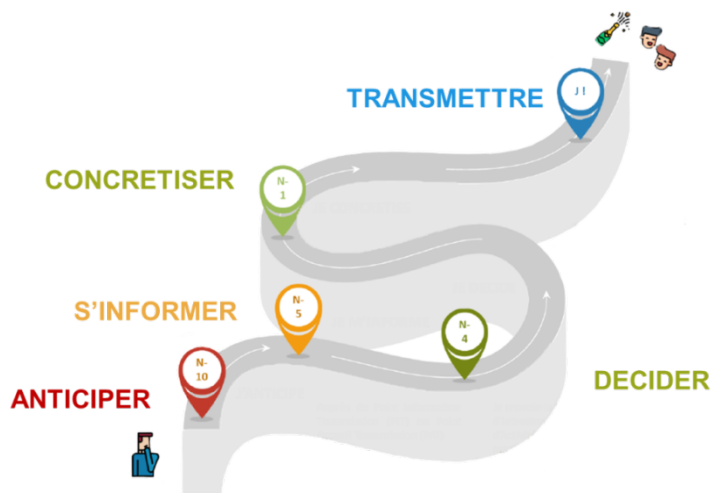 TRANSMETTRE
J !
CONCRETISER
N-
1
S'INFORMER
N-
5
N-
4
DECIDER
N-
10
ANTICIPER